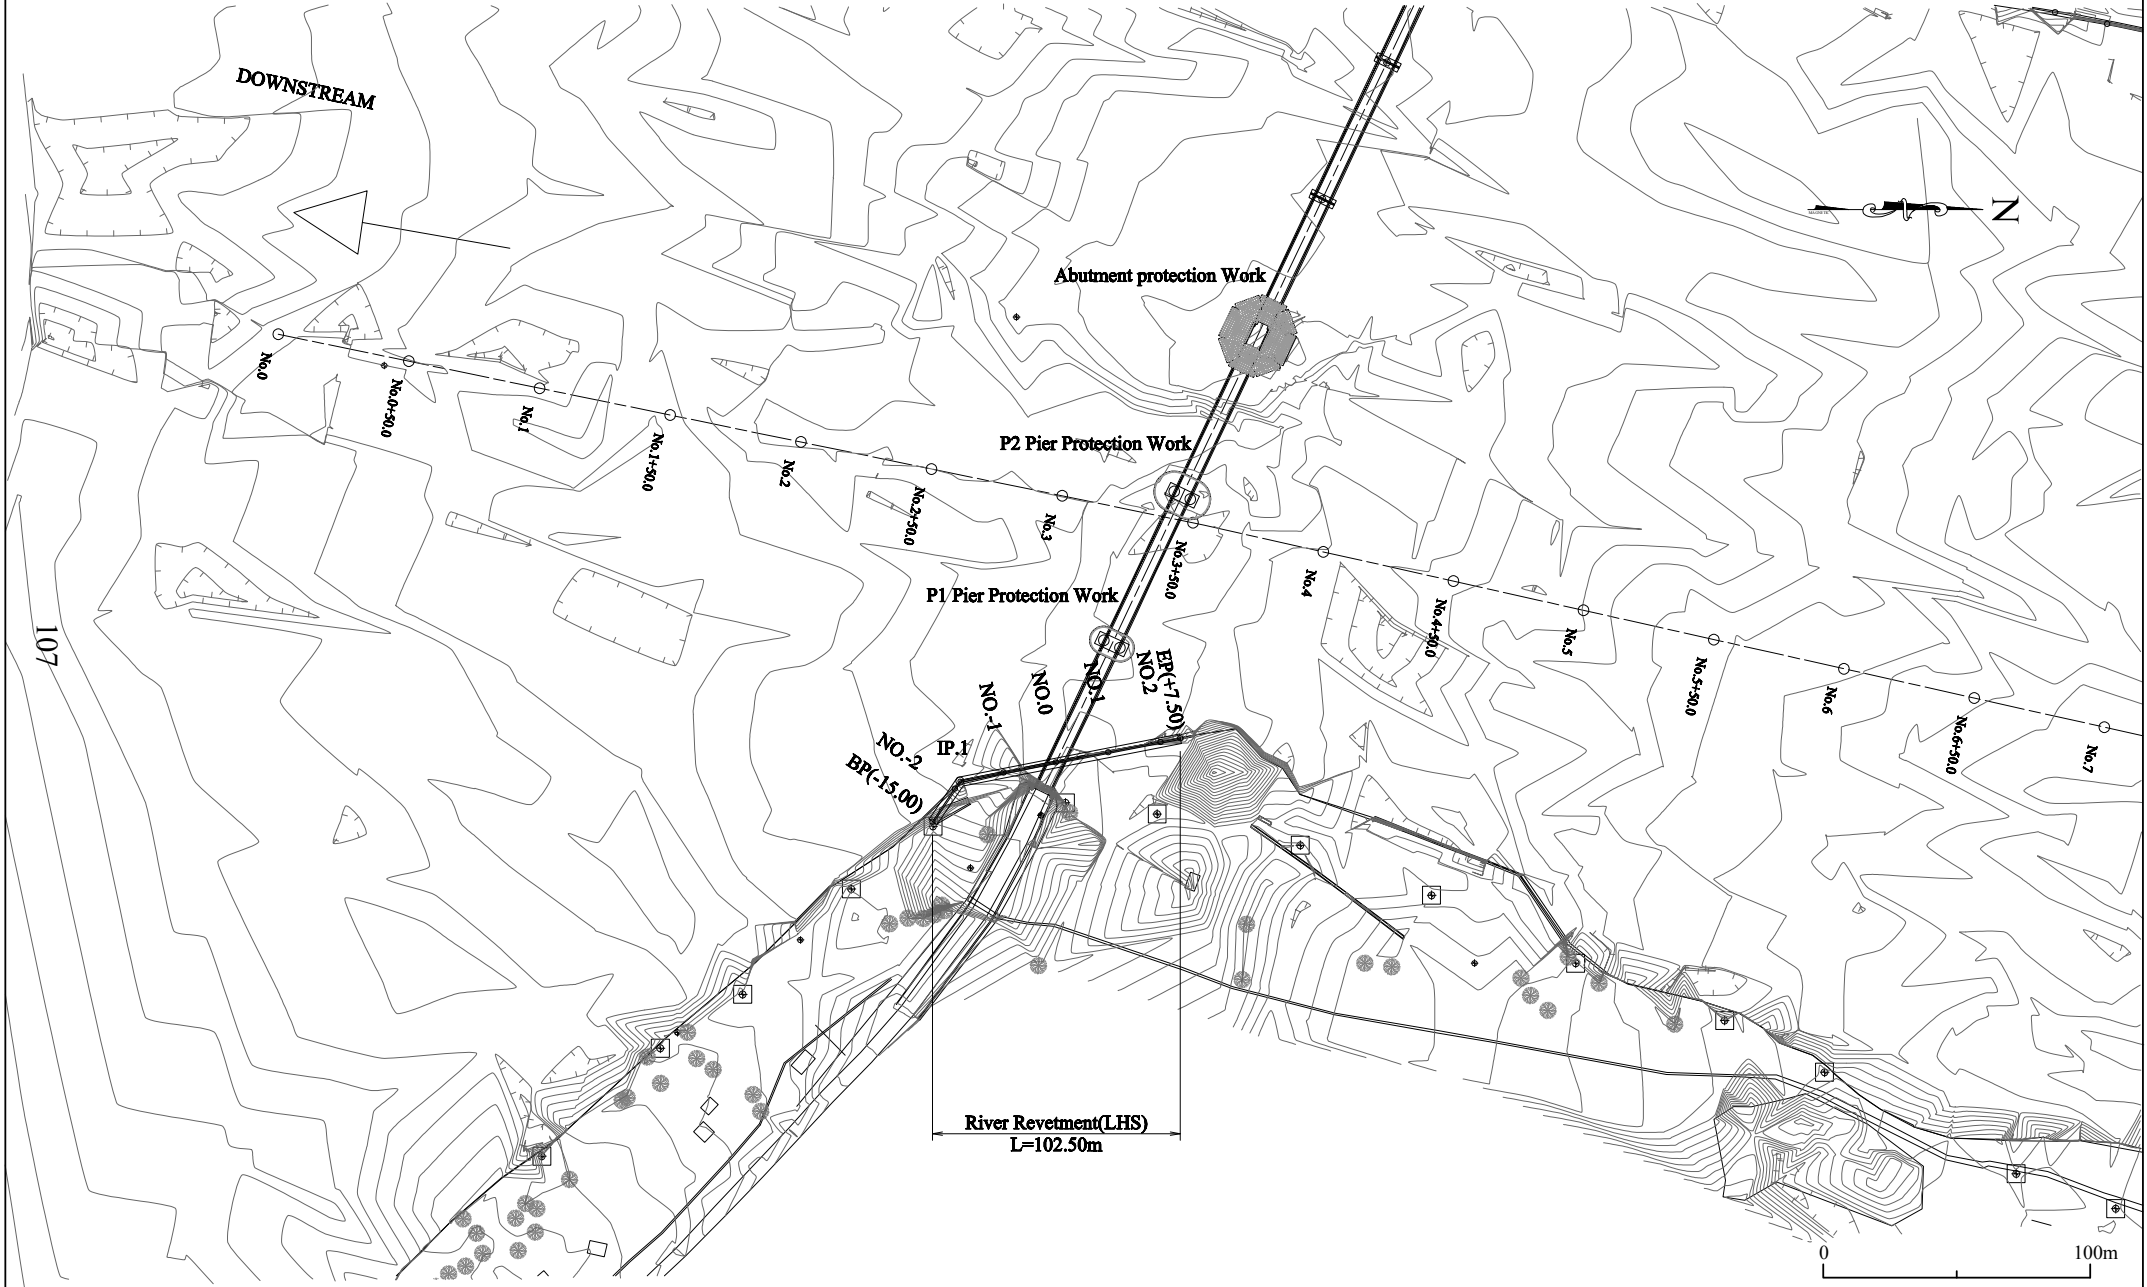 DOWNSTREAM
N
MAGNETIC
Abutment protection Work
No.0
No.0+50.0
No.1
No.1+50.0
No.2
No.2+50.0
No.3
P2 Pier Protection Work
No.3+50.0
No.4
No.4+50.0
No.5
No.5+50.0
No.6
No.6+50.0
No.7
P1 Pier Protection Work
107
EP(+7.50)
NO.2
NO.1
NO.0
NO.-1
IP.1
NO.-2
BP(-15.00)
River Revetment(LHS)
L=102.50m
0
100m